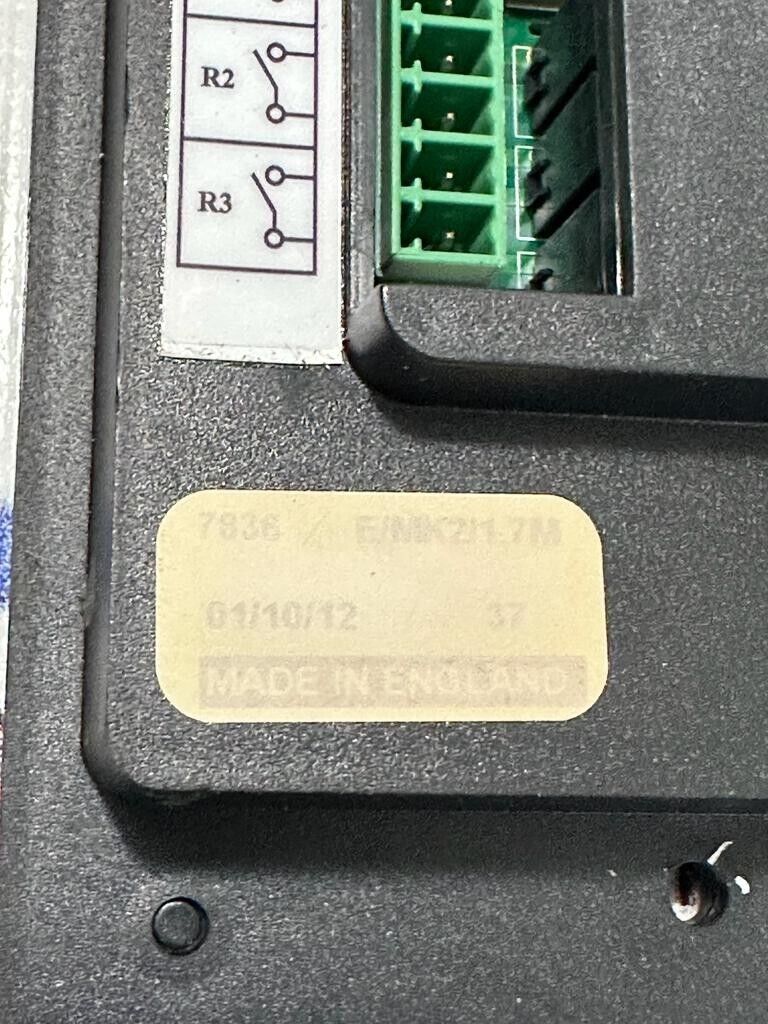 R2
R3
7836 / E/MK2/1.7M
01/10/12 37
MADE IN ENGLAND